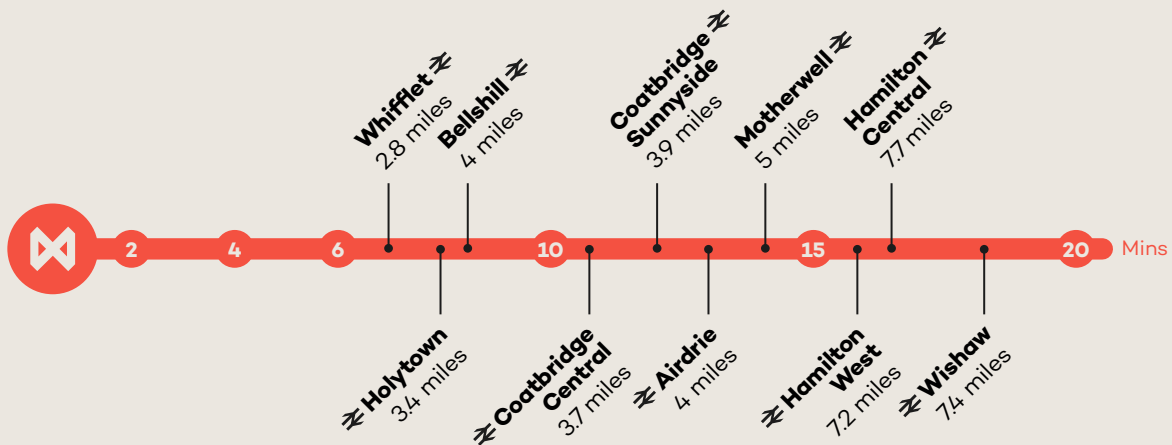 Whifflet
2.8 miles
Bellshill
4 miles
Coatbridge
Sunnyside
3.9 miles
Motherwell
5 miles
Hamilton
Central
7.7 miles
2
4
6
10
15
20
Mins
Holytown
3.4 miles
Coatbridge
Central
3.7 miles
Airdrie
4 miles
Hamilton
West
7.2 miles
Wishaw
7.4 miles